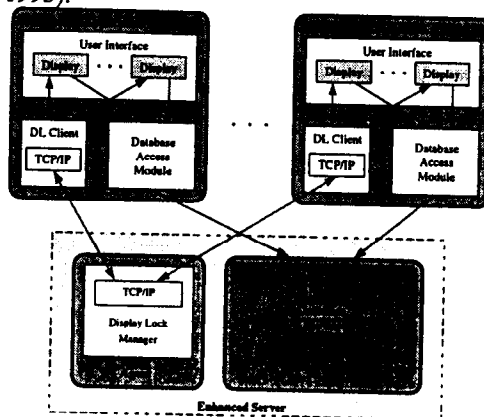 1995).
User Interface
Display
Display
DL Client
TCP/IP
Database
Access
Module
. . .
User Interface
Display
Display
DL Client
TCP/IP
Database
Access
Module
TCP/IP
Display Lock
Manager
Enhanced Server